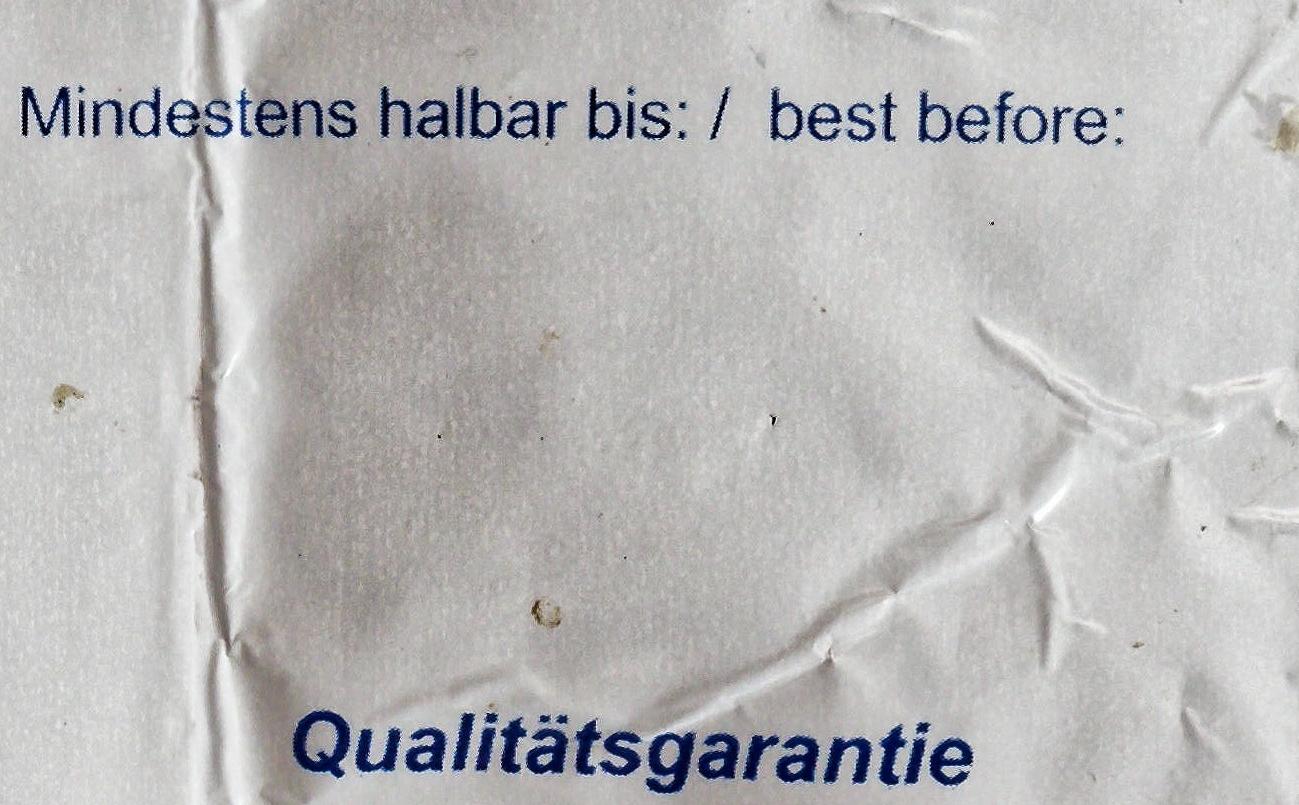 Mindestens halbar bis: / best before:
Qualitätsgarantie